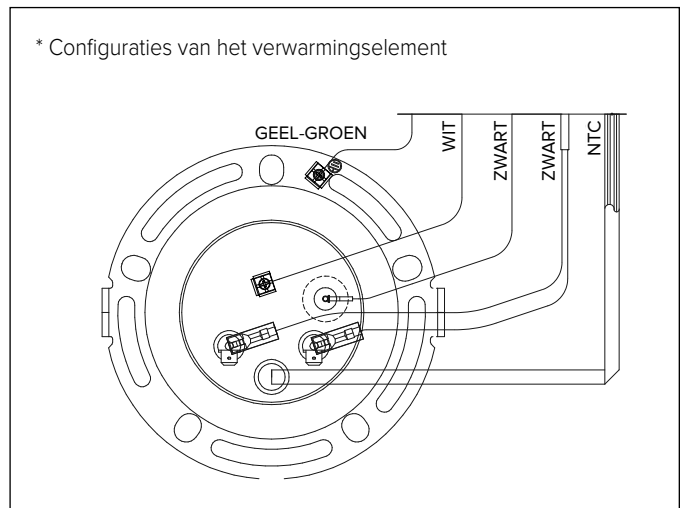 * Configuraties van het verwarmingselement
GEEL-GROEN
WIT
ZWART
ZWART
NTC